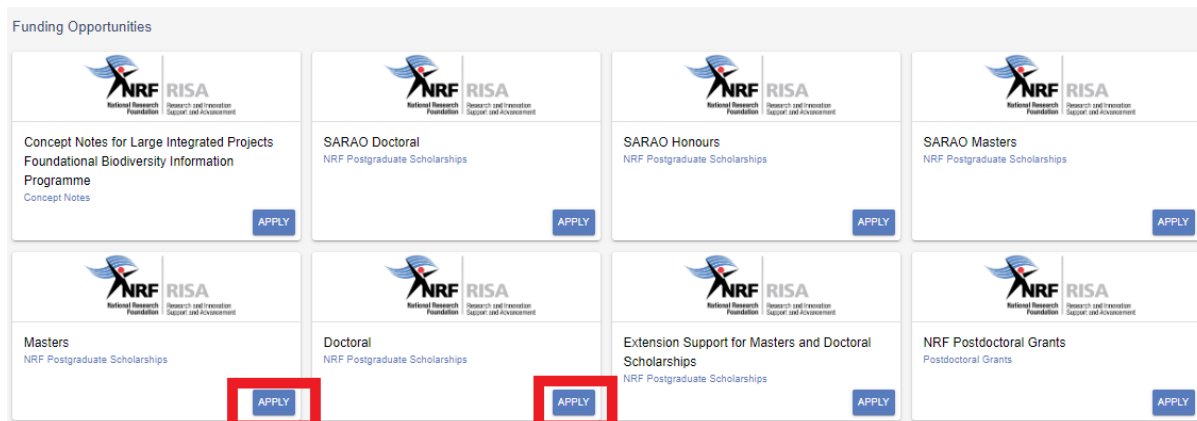 Funding Opportunities
NRF RISA
National Research Foundation Research and Innovation Support and Advancement
NRF RISA
National Research Foundation Research and Innovation Support and Advancement
NRF RISA
National Research Foundation Research and Innovation Support and Advancement
NRF RISA
National Research Foundation Research and Innovation Support and Advancement
Concept Notes for Large Integrated Projects
Foundational Biodiversity Information
Programme
Concept Notes
APPLY
SARAO Doctoral
NRF Postgraduate Scholarships
APPLY
SARAO Honours
NRF Postgraduate Scholarships
APPLY
SARAO Masters
NRF Postgraduate Scholarships
APPLY
NRF RISA
National Research Foundation Research and Innovation Support and Advancement
NRF RISA
National Research Foundation Research and Innovation Support and Advancement
NRF RISA
National Research Foundation Research and Innovation Support and Advancement
NRF RISA
National Research Foundation Research and Innovation Support and Advancement
Masters
NRF Postgraduate Scholarships
APPLY
Doctoral
NRF Postgraduate Scholarships
APPLY
Extension Support for Masters and Doctoral
Scholarships
NRF Postgraduate Scholarships
APPLY
NRF Postdoctoral Grants
Postdoctoral Grants
APPLY